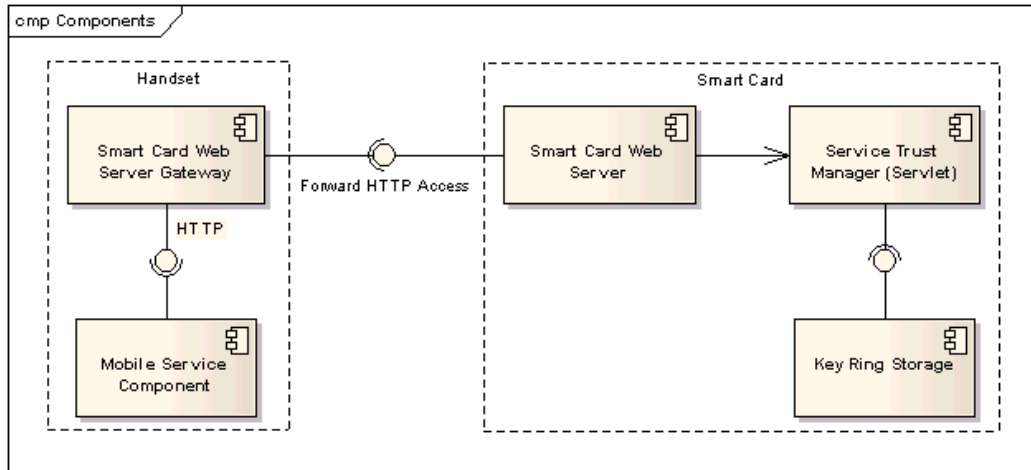 cmp Components
Handset
Smart Card
Smart Card Web
Server Gateway
Smart Card Web
Server
Service Trust
Manager (Servlet)
Forward HTTP Access
HTTP
Mobile Service
Component
Key Ring Storage